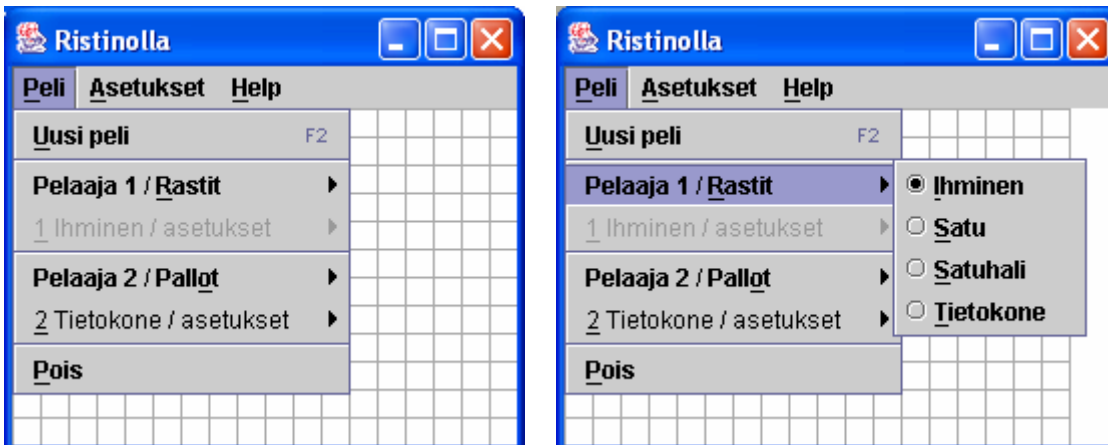 Ristinolla
Peli Asetukset Help
Uusi peli F2
Pelaaja 1 / Rastit
1 Ihminen / asetukset
Pelaaja 2 / Pallot
2 Tietokone / asetukset
Pois
Ristinolla
Peli Asetukset Help
Uusi peli F2
Pelaaja 1 / Rastit
1 Ihminen / asetukset
Pelaaja 2 / Pallot
2 Tietokone / asetukset
Pois
Ihminen
Satu
Satuhali
Tietokone